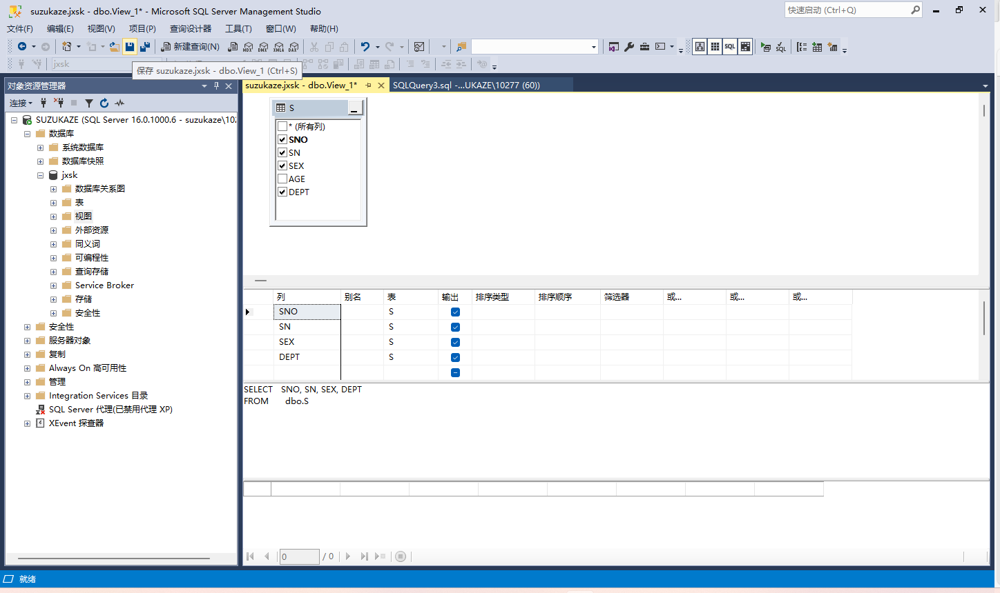 suzukaze.jxsk - dbo.View_1* - Microsoft SQL Server Management Studio
快速启动 (Ctrl+Q)
文件(F) 编辑(E) 视图(V) 项目(P) 查询设计器 工具(T) 窗口(W) 帮助(H)
新建查询(N) MDX DMX XMLA DAX SQL SQL
jxsk
保存 suzukaze.jxsk - dbo.View_1 (Ctrl+S)
对象资源管理器
suzukaze.jxsk - dbo.View_1* SQLQuery3.sql -...UKAZE\10277 (60))
连接
SUZUKAZE (SQL Server 16.0.1000.6 - suzukaze\102
数据库
系统数据库
数据库快照
jxsk
数据库关系图
表
视图
外部资源
同义词
可编程性
查询存储
Service Broker
存储
安全性
安全性
服务器对象
复制
Always On 高可用性
管理
Integration Services 目录
SQL Server 代理(已禁用代理 XP)
XEvent 探查器
S
* (所有列)
SNO
SN
SEX
AGE
DEPT
列 别名 表 输出 排序类型 排序顺序 筛选器 或... 或... 或...
SNO S
SN S
SEX S
DEPT S
SELECT SNO, SN, SEX, DEPT
FROM dbo.S
0 / 0
就绪